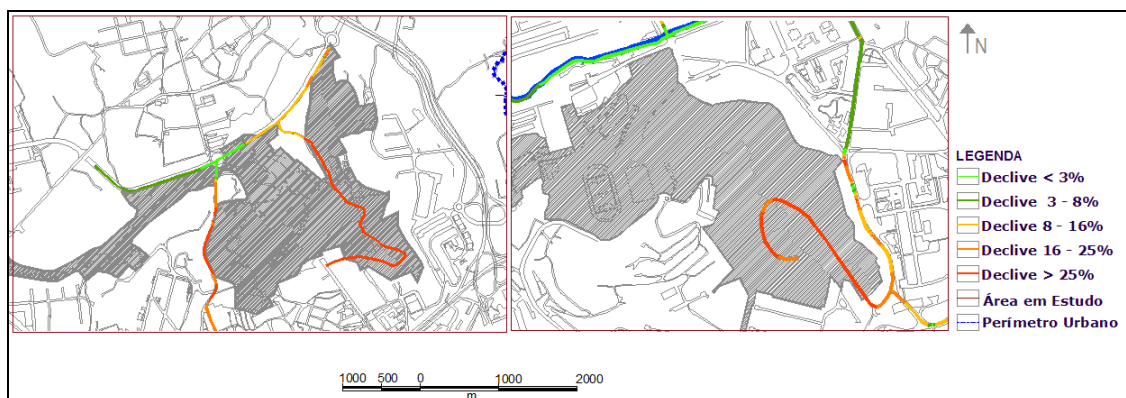 N
LEGENDA
Declive < 3%
Declive 3 - 8%
Declive 8 - 16%
Declive 16 - 25%
Declive > 25%
Área em Estudo
Perímetro Urbano
1000 500 0 1000 2000
m